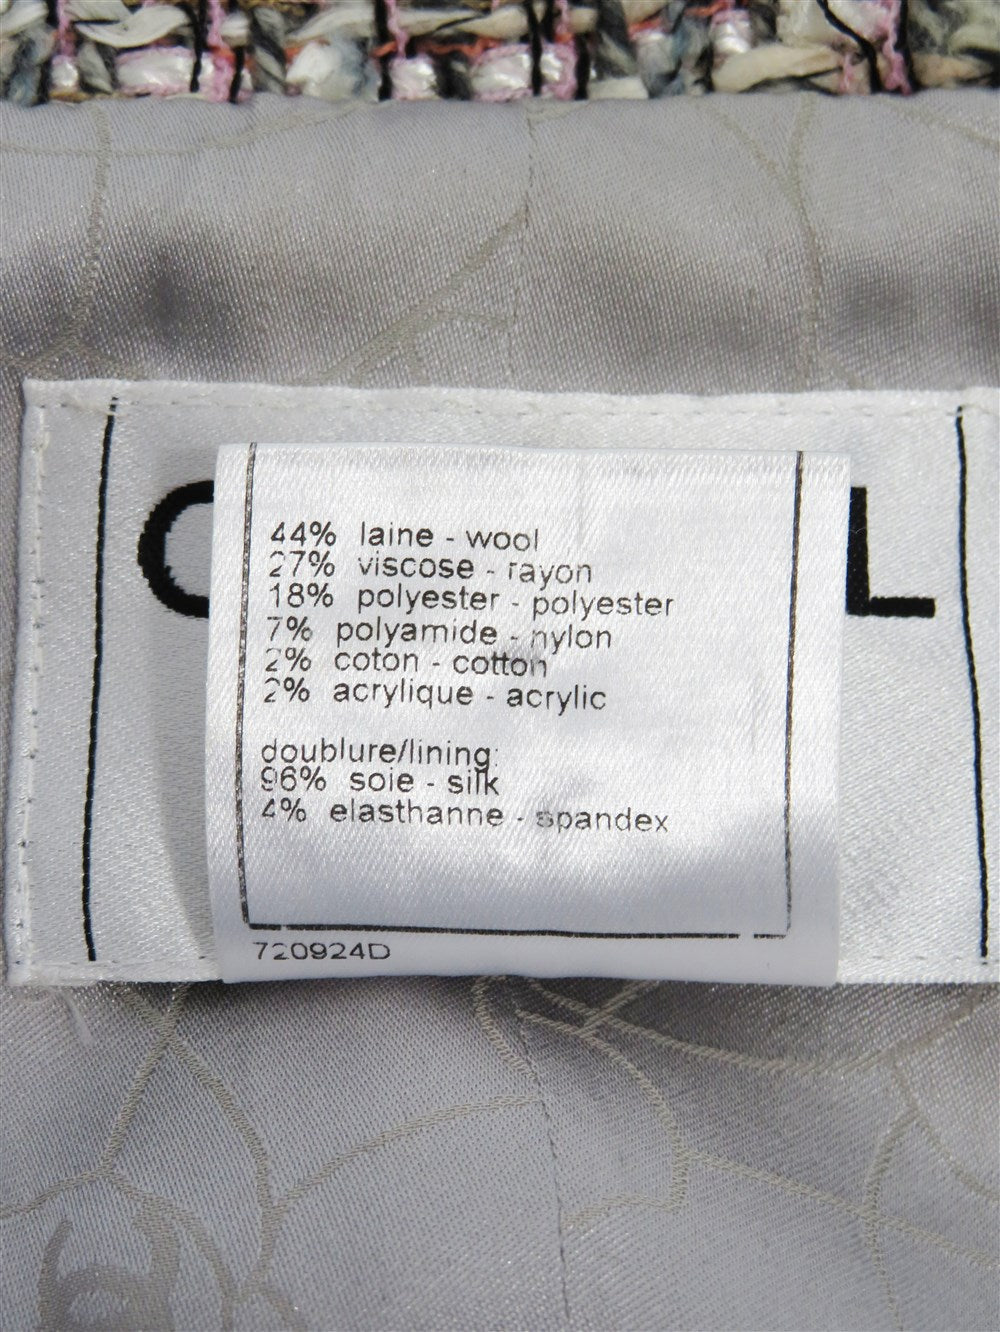 C L
44% laine - wool
27% viscose - rayon
18% polyester - polyester
7% polyamide - nylon
2% coton - cotton
2% acrylique - acrylic
doublure/lining:
96% soie - silk
4% elasthanne - spandex
720924D